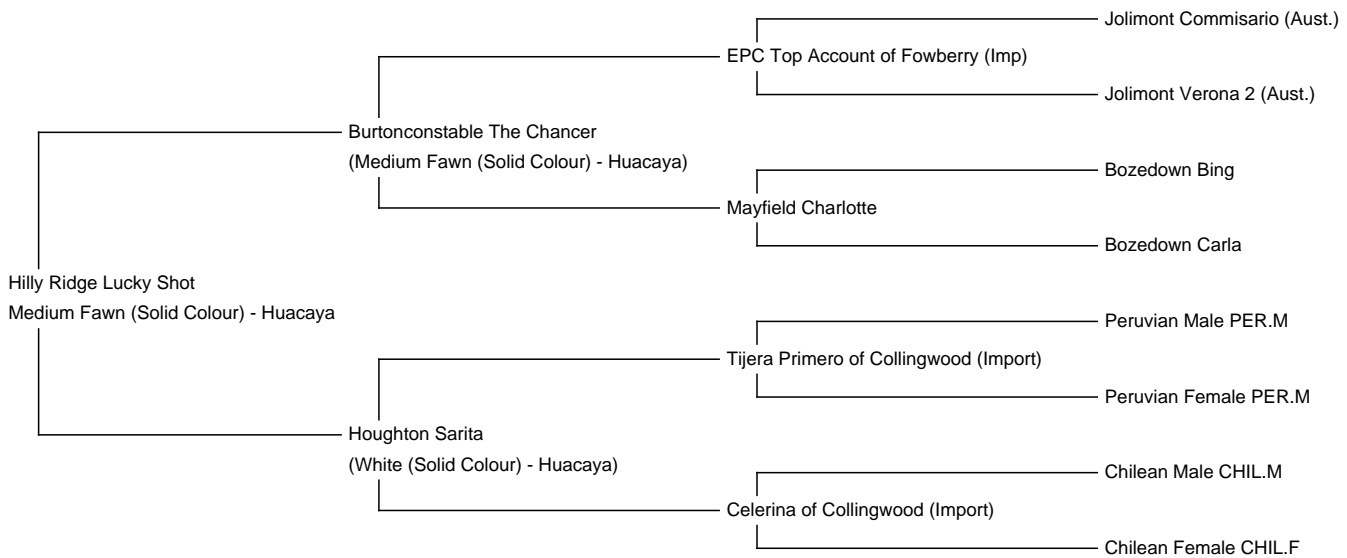 Jolimont Commisario (Aust.)
EPC Top Account of Fowberry (Imp)
Jolimont Verona 2 (Aust.)
Burtonconstable The Chancer
(Medium Fawn (Solid Colour) - Huacaya)
Bozedown Bing
Mayfield Charlotte
Bozedown Carla
Hilly Ridge Lucky Shot
Medium Fawn (Solid Colour) - Huacaya
Peruvian Male PER.M
Tijera Primero of Collingwood (Import)
Peruvian Female PER.M
Houghton Sarita
(White (Solid Colour) - Huacaya)
Chilean Male CHIL.M
Celerina of Collingwood (Import)
Chilean Female CHIL.F